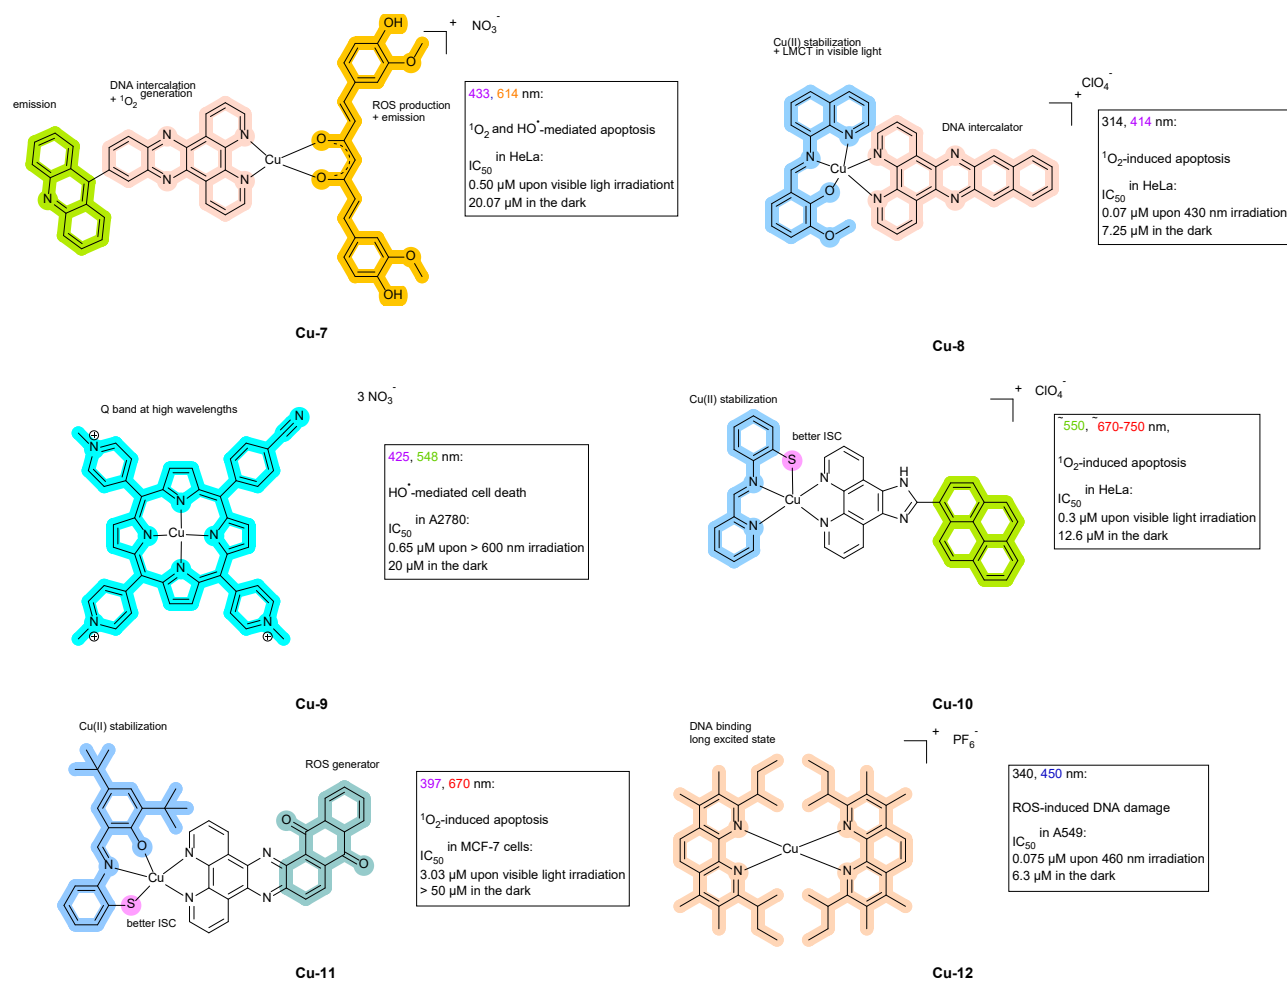 emission
DNA intercalation
+ ¹O₂ generation
N
N
N
N
N
Cu
O
O
OH
O
O
OH
ROS production
+ emission
+ NO₃⁻
433, 614 nm:
¹O₂ and HO•-mediated apoptosis
IC₅₀ in HeLa:
0.50 µM upon visible ligh irradiationt
20.07 µM in the dark
Cu-7
Cu(II) stabilization
+ LMCT in visible light
N
N
Cu
O
O
N
N
N
N
DNA intercalator
+ ClO₄⁻
314, 414 nm:
¹O₂-induced apoptosis
IC₅₀ in HeLa:
0.07 µM upon 430 nm irradiation
7.25 µM in the dark
Cu-8
Q band at high wavelengths
3 NO₃⁻
N
⊕
N
N
N
Cu
N
N
N
⊕
N
⊕
425, 548 nm:
HO•-mediated cell death
IC₅₀ in A2780:
0.65 µM upon > 600 nm irradiation
20 µM in the dark
Cu-9
Cu(II) stabilization
better ISC
S
N
N
Cu
N
N
H
N
N
+ ClO₄⁻
~550, ~670-750 nm,
¹O₂-induced apoptosis
IC₅₀ in HeLa:
0.3 µM upon visible light irradiation
12.6 µM in the dark
Cu-10
Cu(II) stabilization
O
N
Cu
S
better ISC
N
N
N
N
O
O
ROS generator
397, 670 nm:
¹O₂-induced apoptosis
IC₅₀ in MCF-7 cells:
3.03 µM upon visible light irradiation
> 50 µM in the dark
Cu-11
DNA binding
long excited state
N
N
Cu
N
N
+ PF₆⁻
340, 450 nm:
ROS-induced DNA damage
IC₅₀ in A549:
0.075 µM upon 460 nm irradiation
6.3 µM in the dark
Cu-12